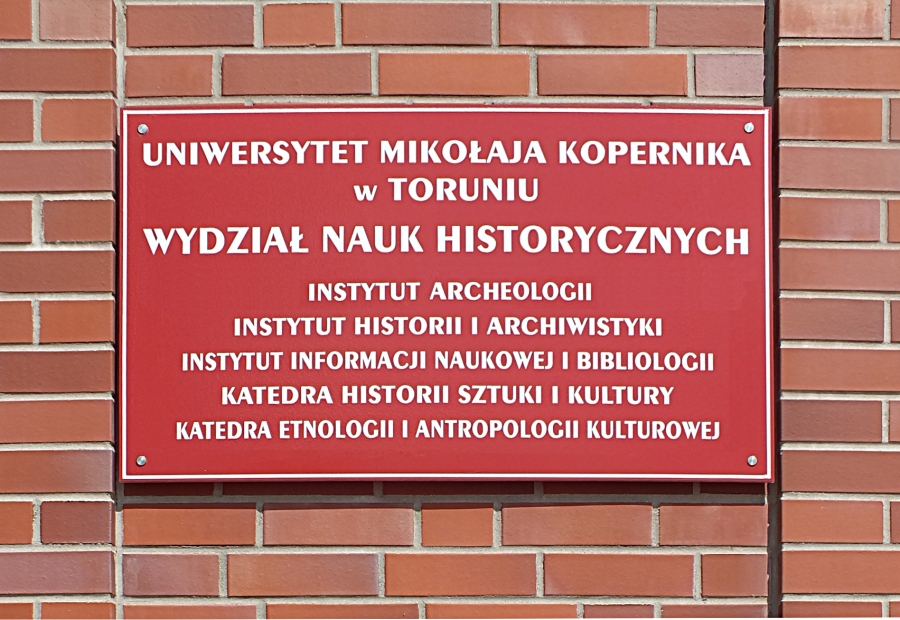 UNIWERSYTET MIKOŁAJA KOPERNIKA
w TORUNIU
WYDZIAŁ NAUK HISTORYCZNYCH
INSTYTUT ARCHEOLOGII
INSTYTUT HISTORII I ARCHIWISTYKI
INSTYTUT INFORMACJI NAUKOWEJ I BIBLIOLOGII
KATEDRA HISTORII SZTUKI I KULTURY
KATEDRA ETNOLOGII I ANTROPOLOGII KULTUROWEJ